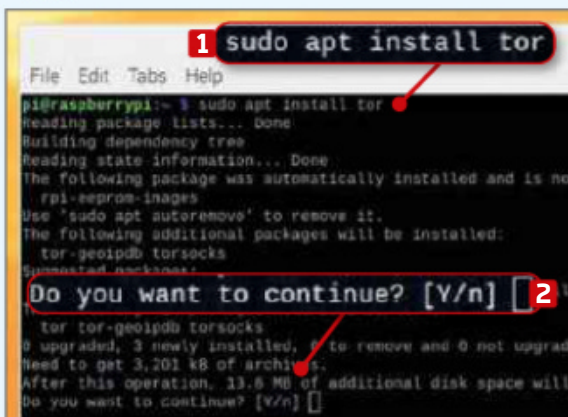 1 sudo apt install tor
File Edit Tabs Help
pi@raspberrypi:~ $ sudo apt install tor
Reading package lists... Done
Building dependency tree
Reading state information... Done
The following package was automatically installed and is no
rpi-eeprom-images
Use 'sudo apt autoremove' to remove it.
The following additional packages will be installed:
tor-geoipdb torsocks
Suggested packages:
Do you want to continue? [Y/n] 2
tor tor-geoipdb torsocks
0 upgraded, 3 newly installed, 0 to remove and 0 not upgrad
Need to get 3,201 kB of archives.
After this operation, 13.6 MB of additional disk space will
Do you want to continue? [Y/n]